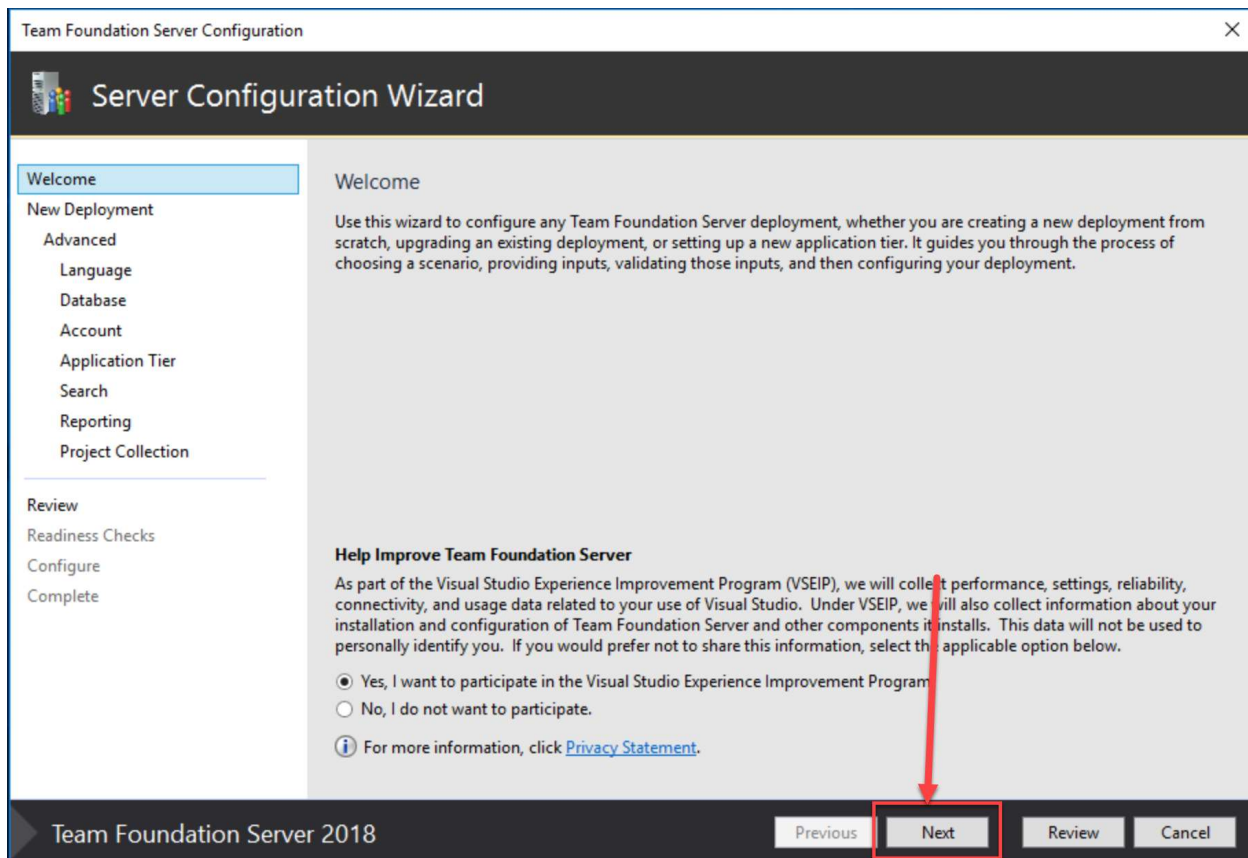 Team Foundation Server Configuration
Server Configuration Wizard
Welcome
New Deployment
Advanced
Language
Database
Account
Application Tier
Search
Reporting
Project Collection
Review
Readiness Checks
Configure
Complete
Welcome
Use this wizard to configure any Team Foundation Server deployment, whether you are creating a new deployment from
scratch, upgrading an existing deployment, or setting up a new application tier. It guides you through the process of
choosing a scenario, providing inputs, validating those inputs, and then configuring your deployment.
Help Improve Team Foundation Server
As part of the Visual Studio Experience Improvement Program (VSEIP), we will collect performance, settings, reliability,
connectivity, and usage data related to your use of Visual Studio. Under VSEIP, we will also collect information about your
installation and configuration of Team Foundation Server and other components it installs. This data will not be used to
personally identify you. If you would prefer not to share this information, select the applicable option below.
Yes, I want to participate in the Visual Studio Experience Improvement Program
No, I do not want to participate.
For more information, click Privacy Statement.
Team Foundation Server 2018
Previous
Next
Review
Cancel